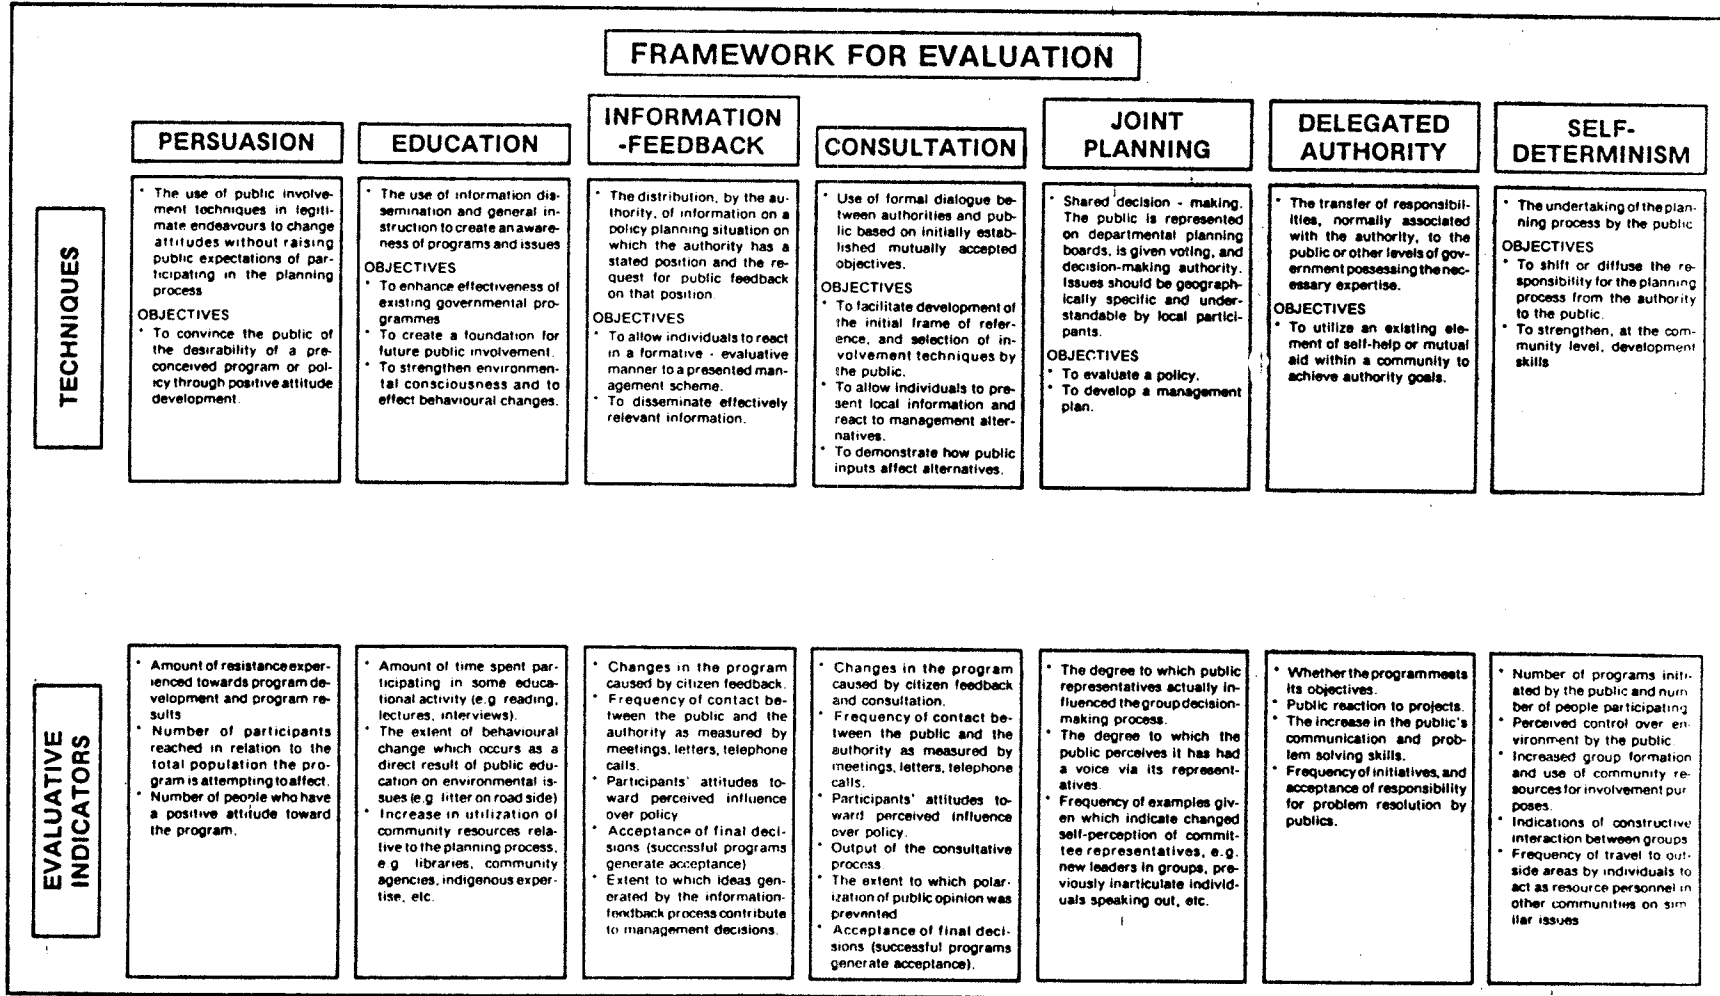 FRAMEWORK FOR EVALUATION
PERSUASION
EDUCATION
INFORMATION
-FEEDBACK
CONSULTATION
JOINT
PLANNING
DELEGATED
AUTHORITY
SELF-
DETERMINISM
TECHNIQUES
* The use of public involve-
ment techniques in legiti-
mate endeavours to change
attitudes without raising
public expectations of par-
ticipating in the planning
process
OBJECTIVES
* To convince the public of
the desirability of a pre-
conceived program or pol-
icy through positive attitude
development.
* The use of information dis-
semination and general in-
struction to create an aware-
ness of programs and issues
OBJECTIVES
* To enhance effectiveness of
existing governmental pro-
grammes
* To create a foundation for
future public involvement.
* To strengthen environmen-
tal consciousness and to
effect behavioural changes.
* The distribution, by the au-
thority, of information on a
policy planning situation on
which the authority has a
stated position and the re-
quest for public feedback
on that position.
OBJECTIVES
* To allow individuals to react
in a formative - evaluative
manner to a presented man-
agement scheme.
* To disseminate effectively
relevant information.
* Use of formal dialogue be-
tween authorities and pub-
lic based on initially estab-
lished mutually accepted
objectives.
OBJECTIVES
* To facilitate development of
the initial frame of refer-
ence, and selection of in-
volvement techniques by
the public.
* To allow individuals to pre-
sent local information and
react to management alter-
natives.
* To demonstrate how public
inputs affect alternatives.
* Shared decision - making.
The public is represented
on departmental planning
boards, is given voting, and
decision-making authority.
Issues should be geograph-
ically specific and under-
standable by local partici-
pants.
OBJECTIVES
* To evaluate a policy.
* To develop a management
plan.
* The transfer of responsibil-
ities, normally associated
with the authority, to the
public or other levels of gov-
ernment possessing the nec-
essary expertise.
OBJECTIVES
* To utilize an existing ele-
ment of self-help or mutual
aid within a community to
achieve authority goals.
* The undertaking of the plan-
ning process by the public
OBJECTIVES
* To shift or diffuse the re-
sponsibility for the planning
process from the authority
to the public.
* To strengthen, at the com-
munity level, development
skills
EVALUATIVE
INDICATORS
* Amount of resistance exper-
ienced towards program de-
velopment and program re-
sults
* Number of participants
reached in relation to the
total population the pro-
gram is attempting to affect.
* Number of people who have
a positive attitude toward
the program.
* Amount of time spent par-
ticipating in some educa-
tional activity (e.g reading,
lectures, interviews).
* The extent of behavioural
change which occurs as a
direct result of public edu-
cation on environmental is-
sues (e.g. litter on road side)
* Increase in utilization of
community resources rela-
tive to the planning process,
e.g. libraries, community
agencies, indigenous exper-
tise, etc.
* Changes in the program
caused by citizen feedback.
* Frequency of contact be-
tween the public and the
authority as measured by
meetings, letters, telephone
calls.
* Participants' attitudes to-
ward perceived influence
over policy
* Acceptance of final deci-
sions (successful programs
generate acceptance)
* Extent to which ideas gen-
erated by the information-
feedback process contribute
to management decisions.
* Changes in the program
caused by citizen feedback
and consultation.
* Frequency of contact be-
tween the public and the
authority as measured by
meetings, letters, telephone
calls.
* Participants' attitudes to-
ward perceived influence
over policy.
* Output of the consultative
process.
* The extent to which polar-
ization of public opinion was
prevented
* Acceptance of final deci-
sions (successful programs
generate acceptance).
* The degree to which public
representatives actually in-
fluenced the group decision-
making process.
* The degree to which the
public perceives it has had
a voice via its represent-
atives.
* Frequency of examples giv-
en which indicate changed
self-perception of commit-
tee representatives, e.g.
new leaders in groups, pre-
viously inarticulate individ-
uals speaking out, etc.
* Whether the program meets
its objectives.
* Public reaction to projects.
* The increase in the public's
communication and prob-
lem solving skills.
* Frequency of initiatives, and
acceptance of responsibility
for problem resolution by
publics.
* Number of programs initi-
ated by the public and num
ber of people participating
* Perceived control over en-
vironment by the public
* Increased group formation
and use of community re-
sources for involvement pur
poses.
* Indications of constructive
interaction between groups
* Frequency of travel to out-
side areas by individuals to
act as resource personnel in
other communities on sim
ilar issues